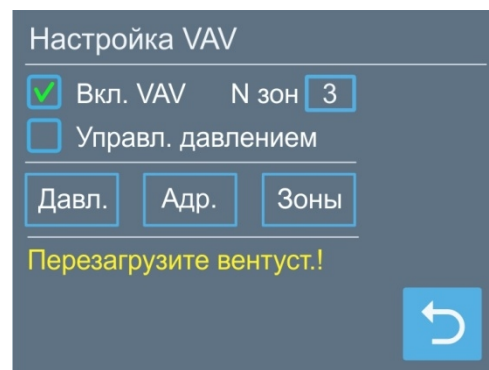 Настройка VAV
Вкл. VAV N зон 3
Управл. давлением
Давл. Адр. Зоны
Перезагрузите вентуст.!